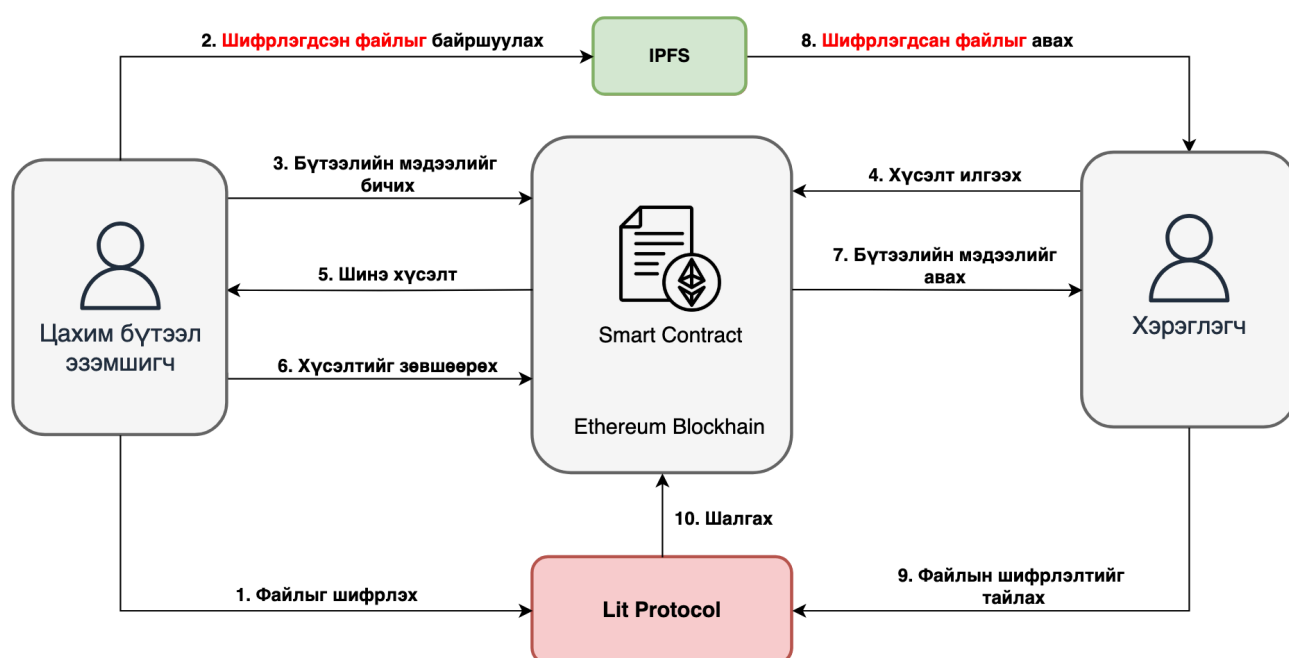 2. Шифрлэгдсэн файлыг байршуулах
IPFS
8. Шифрлэгдсан файлыг авах
3. Бүтээлийн мэдээлийг
бичих
4. Хүсэлт илгээх
5. Шинэ хүсэлт
7. Бүтээлийн мэдээлийг
авах
Цахим бүтээл
эзэмшигч
Smart Contract
Хэрэглэгч
6. Хүсэлтийг зөвшөөрөх
Ethereum Blockhain
10. Шалгах
1. Файлыг шифрлэх
Lit Protocol
9. Файлын шифрлэлтийг
тайлах